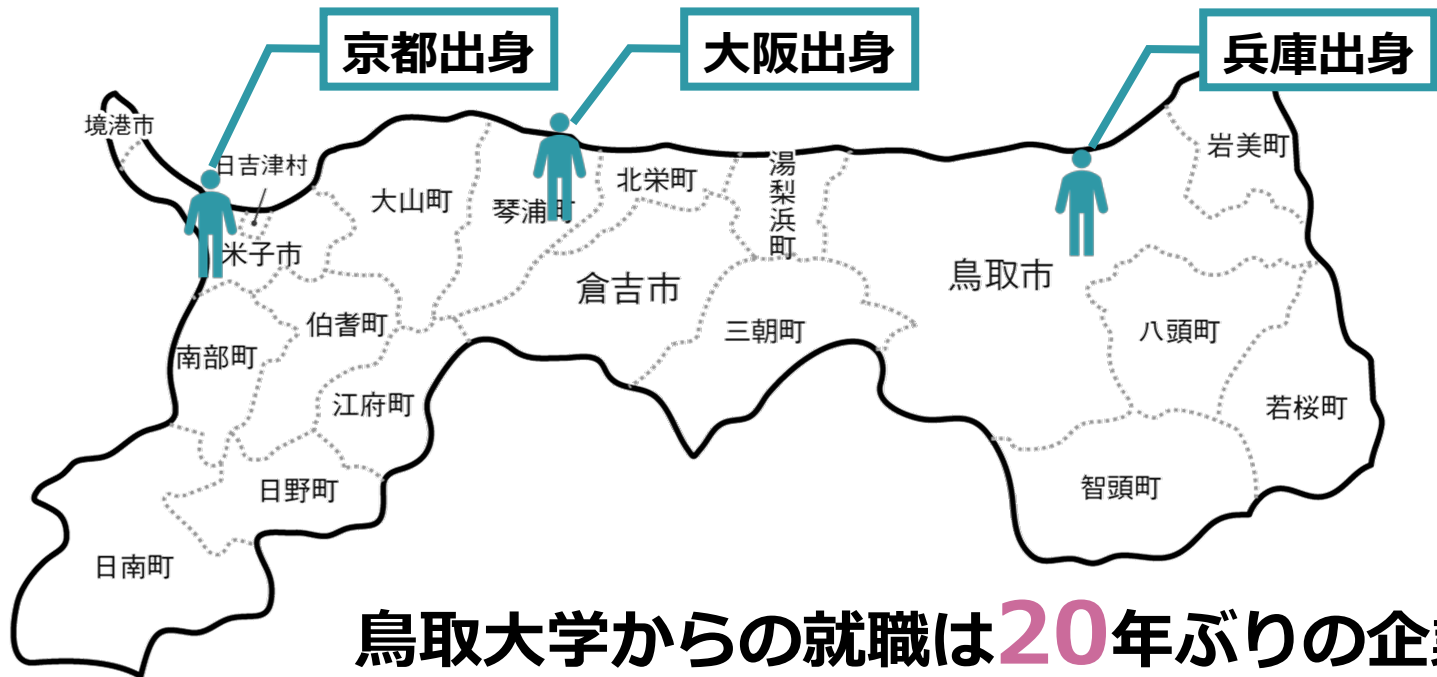 京都出身
大阪出身
兵庫出身
境港市
日吉津村
大山町
琴浦町
北栄町
湯梨浜町
岩美町
米子市
倉吉市
鳥取市
伯耆町
三朝町
八頭町
南部町
江府町
若桜町
日野町
智頭町
日南町
鳥取大学からの就職は20年ぶりの企業